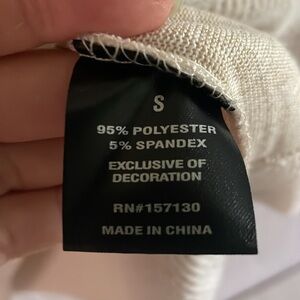 S
95% POLYESTER
5% SPANDEX
EXCLUSIVE OF
DECORATION
RN#157130
MADE IN CHINA